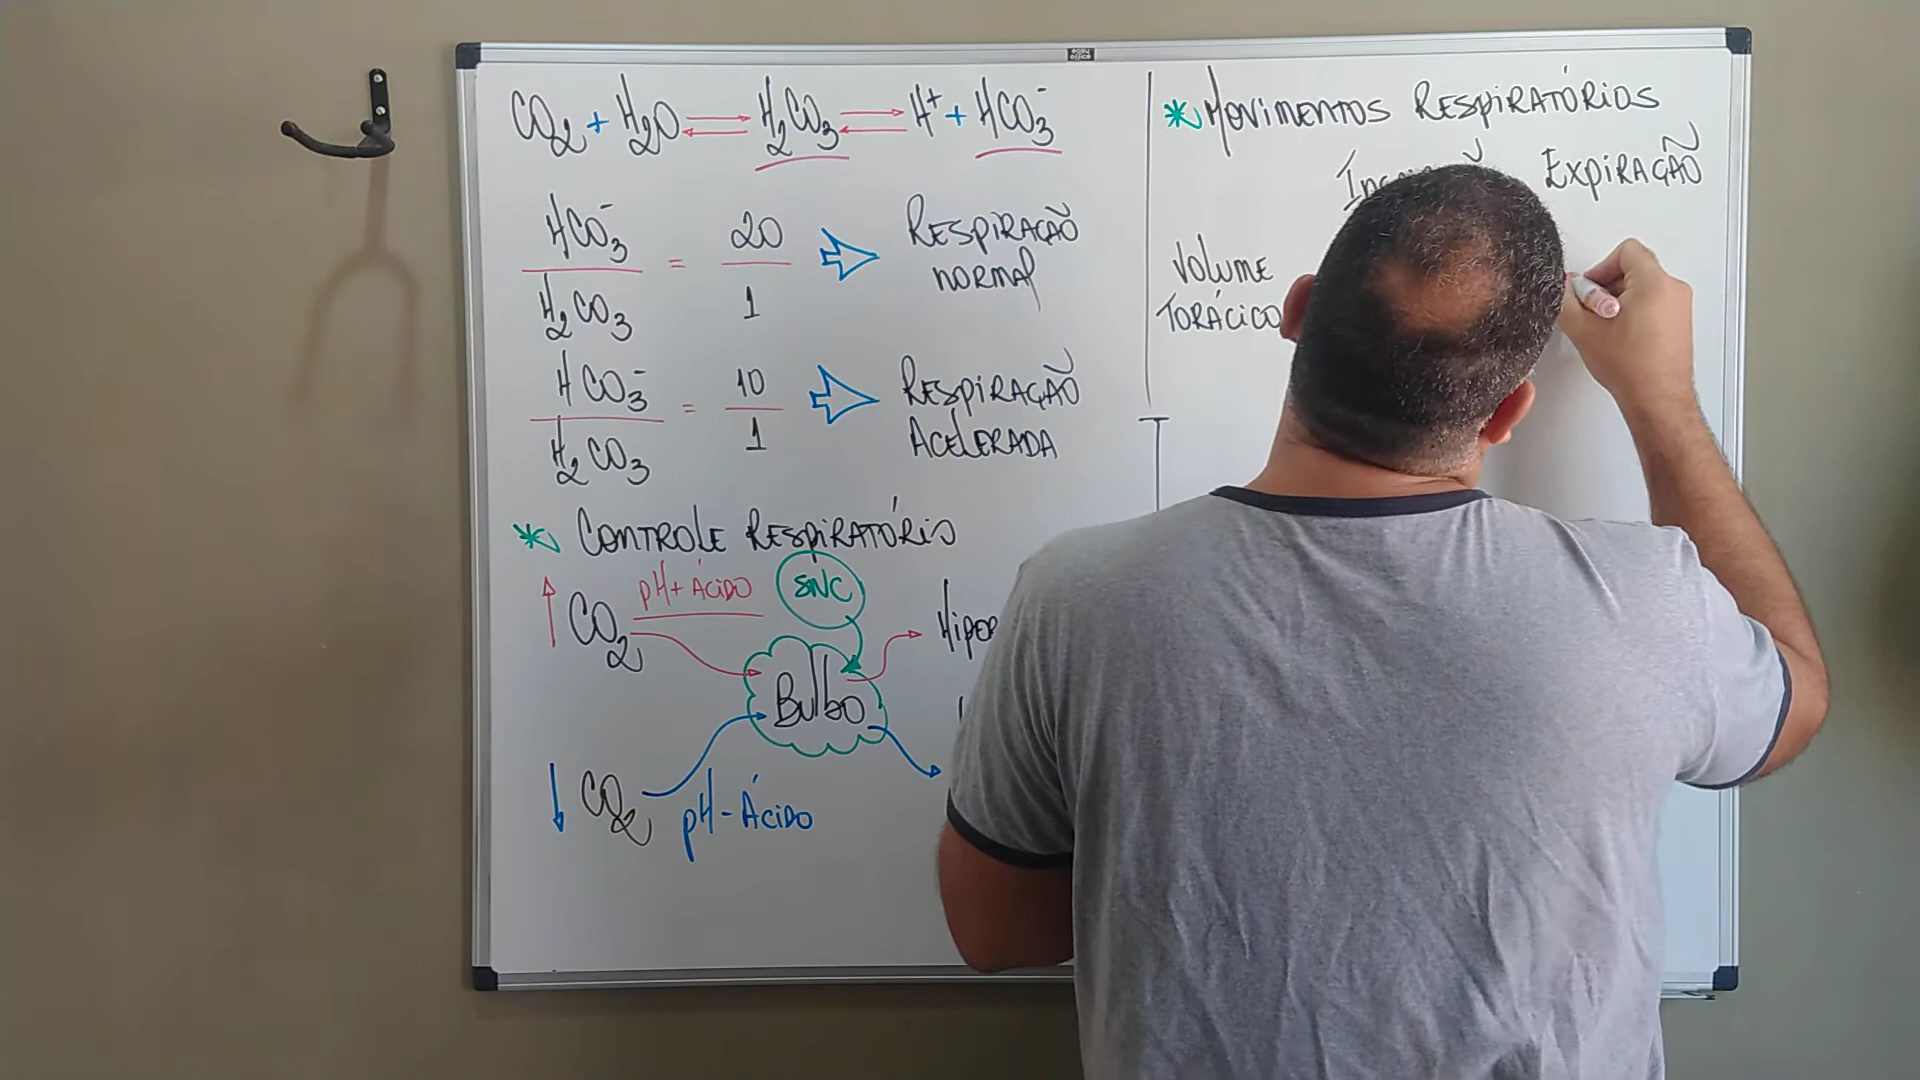 CO2 + H2O ⇌ H2CO3 ⇌ H+ + HCO3-
HCO3- / H2CO3 = 20 / 1 ⇨ RESPIRAÇÃO NORMAL
HCO3- / H2CO3 = 10 / 1 ⇨ RESPIRAÇÃO ACELERADA
* CONTROLE RESPIRATÓRIO
↑ CO2 pH + ÁCIDO
SNC
Bulbo
↓ CO2 pH - ÁCIDO
* MOVIMENTOS RESPIRATÓRIOS
EXPIRAÇÃO
VOLUME
TORÁCICO